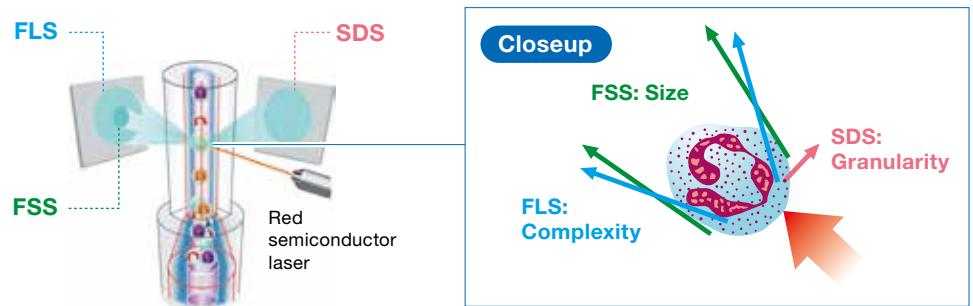 FLS
SDS
FSS
Red
semiconductor
laser
Closeup
FSS: Size
SDS:
Granularity
FLS:
Complexity